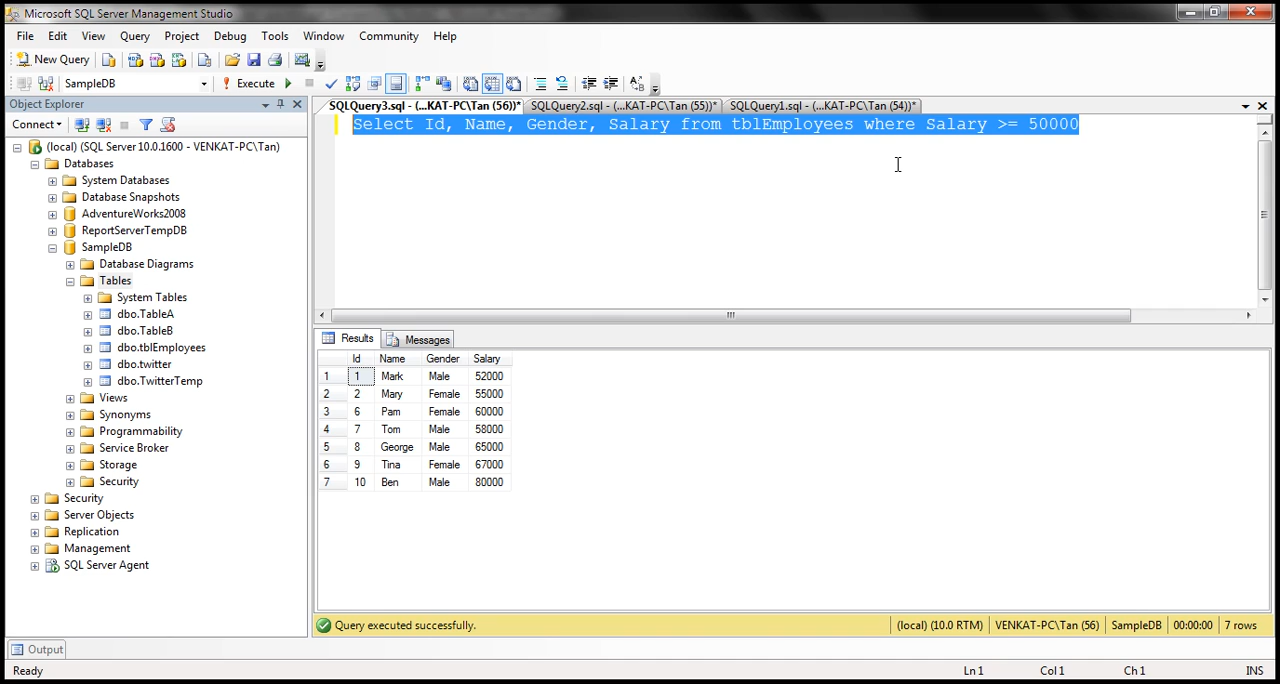 Microsoft SQL Server Management Studio
File Edit View Query Project Debug Tools Window Community Help
New Query
SampleDB Execute
Object Explorer
SQLQuery3.sql - (...KAT-PC\Tan (56))* SQLQuery2.sql - (...KAT-PC\Tan (55))* SQLQuery1.sql - (...KAT-PC\Tan (54))*
Connect
Select Id, Name, Gender, Salary from tblEmployees where Salary >= 50000
(local) (SQL Server 10.0.1600 - VENKAT-PC\Tan)
Databases
System Databases
Database Snapshots
AdventureWorks2008
ReportServerTempDB
SampleDB
Database Diagrams
Tables
System Tables
dbo.TableA
dbo.TableB
dbo.tblEmployees
dbo.twitter
dbo.TwitterTemp
Views
Synonyms
Programmability
Service Broker
Storage
Security
Security
Server Objects
Replication
Management
SQL Server Agent
Results Messages
Id Name Gender Salary
1 1 Mark Male 52000
2 2 Mary Female 55000
3 6 Pam Female 60000
4 7 Tom Male 58000
5 8 George Male 65000
6 9 Tina Female 67000
7 10 Ben Male 80000
Query executed successfully. (local) (10.0 RTM) VENKAT-PC\Tan (56) SampleDB 00:00:00 7 rows
Output
Ready Ln 1 Col 1 Ch 1 INS